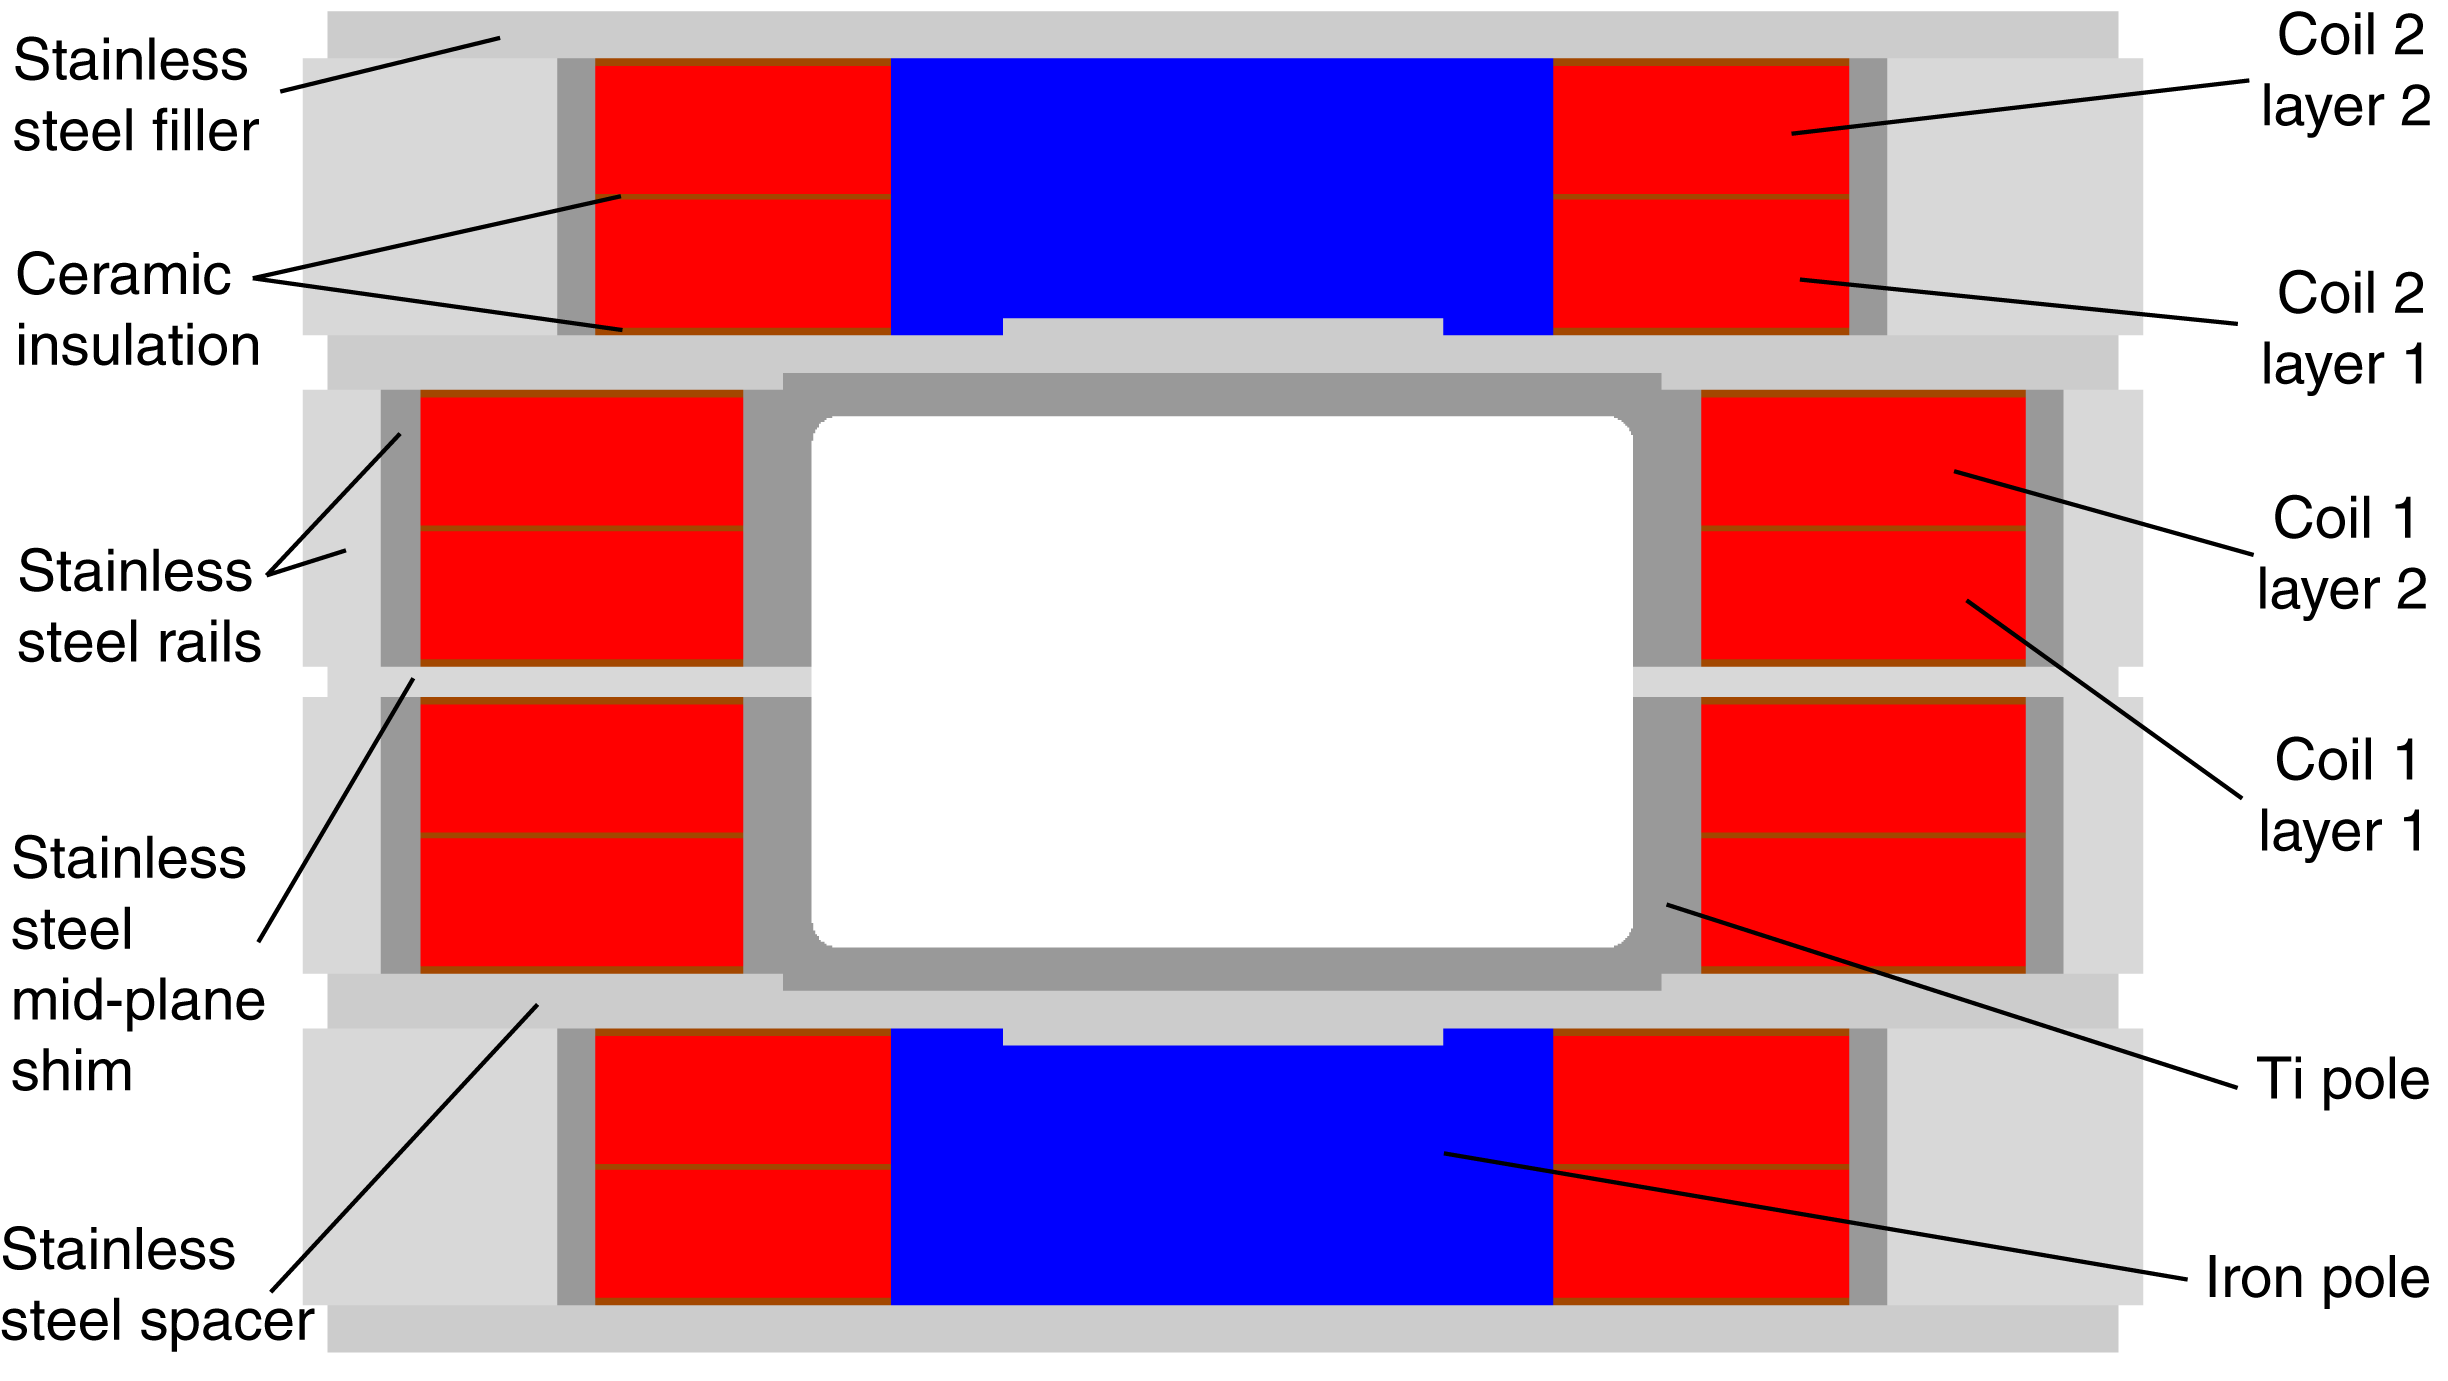 Stainless
steel filler
Ceramic
insulation
Stainless
steel rails
Stainless
steel
mid-plane
shim
Stainless
steel spacer
Coil 2
layer 2
Coil 2
layer 1
Coil 1
layer 2
Coil 1
layer 1
Ti pole
Iron pole